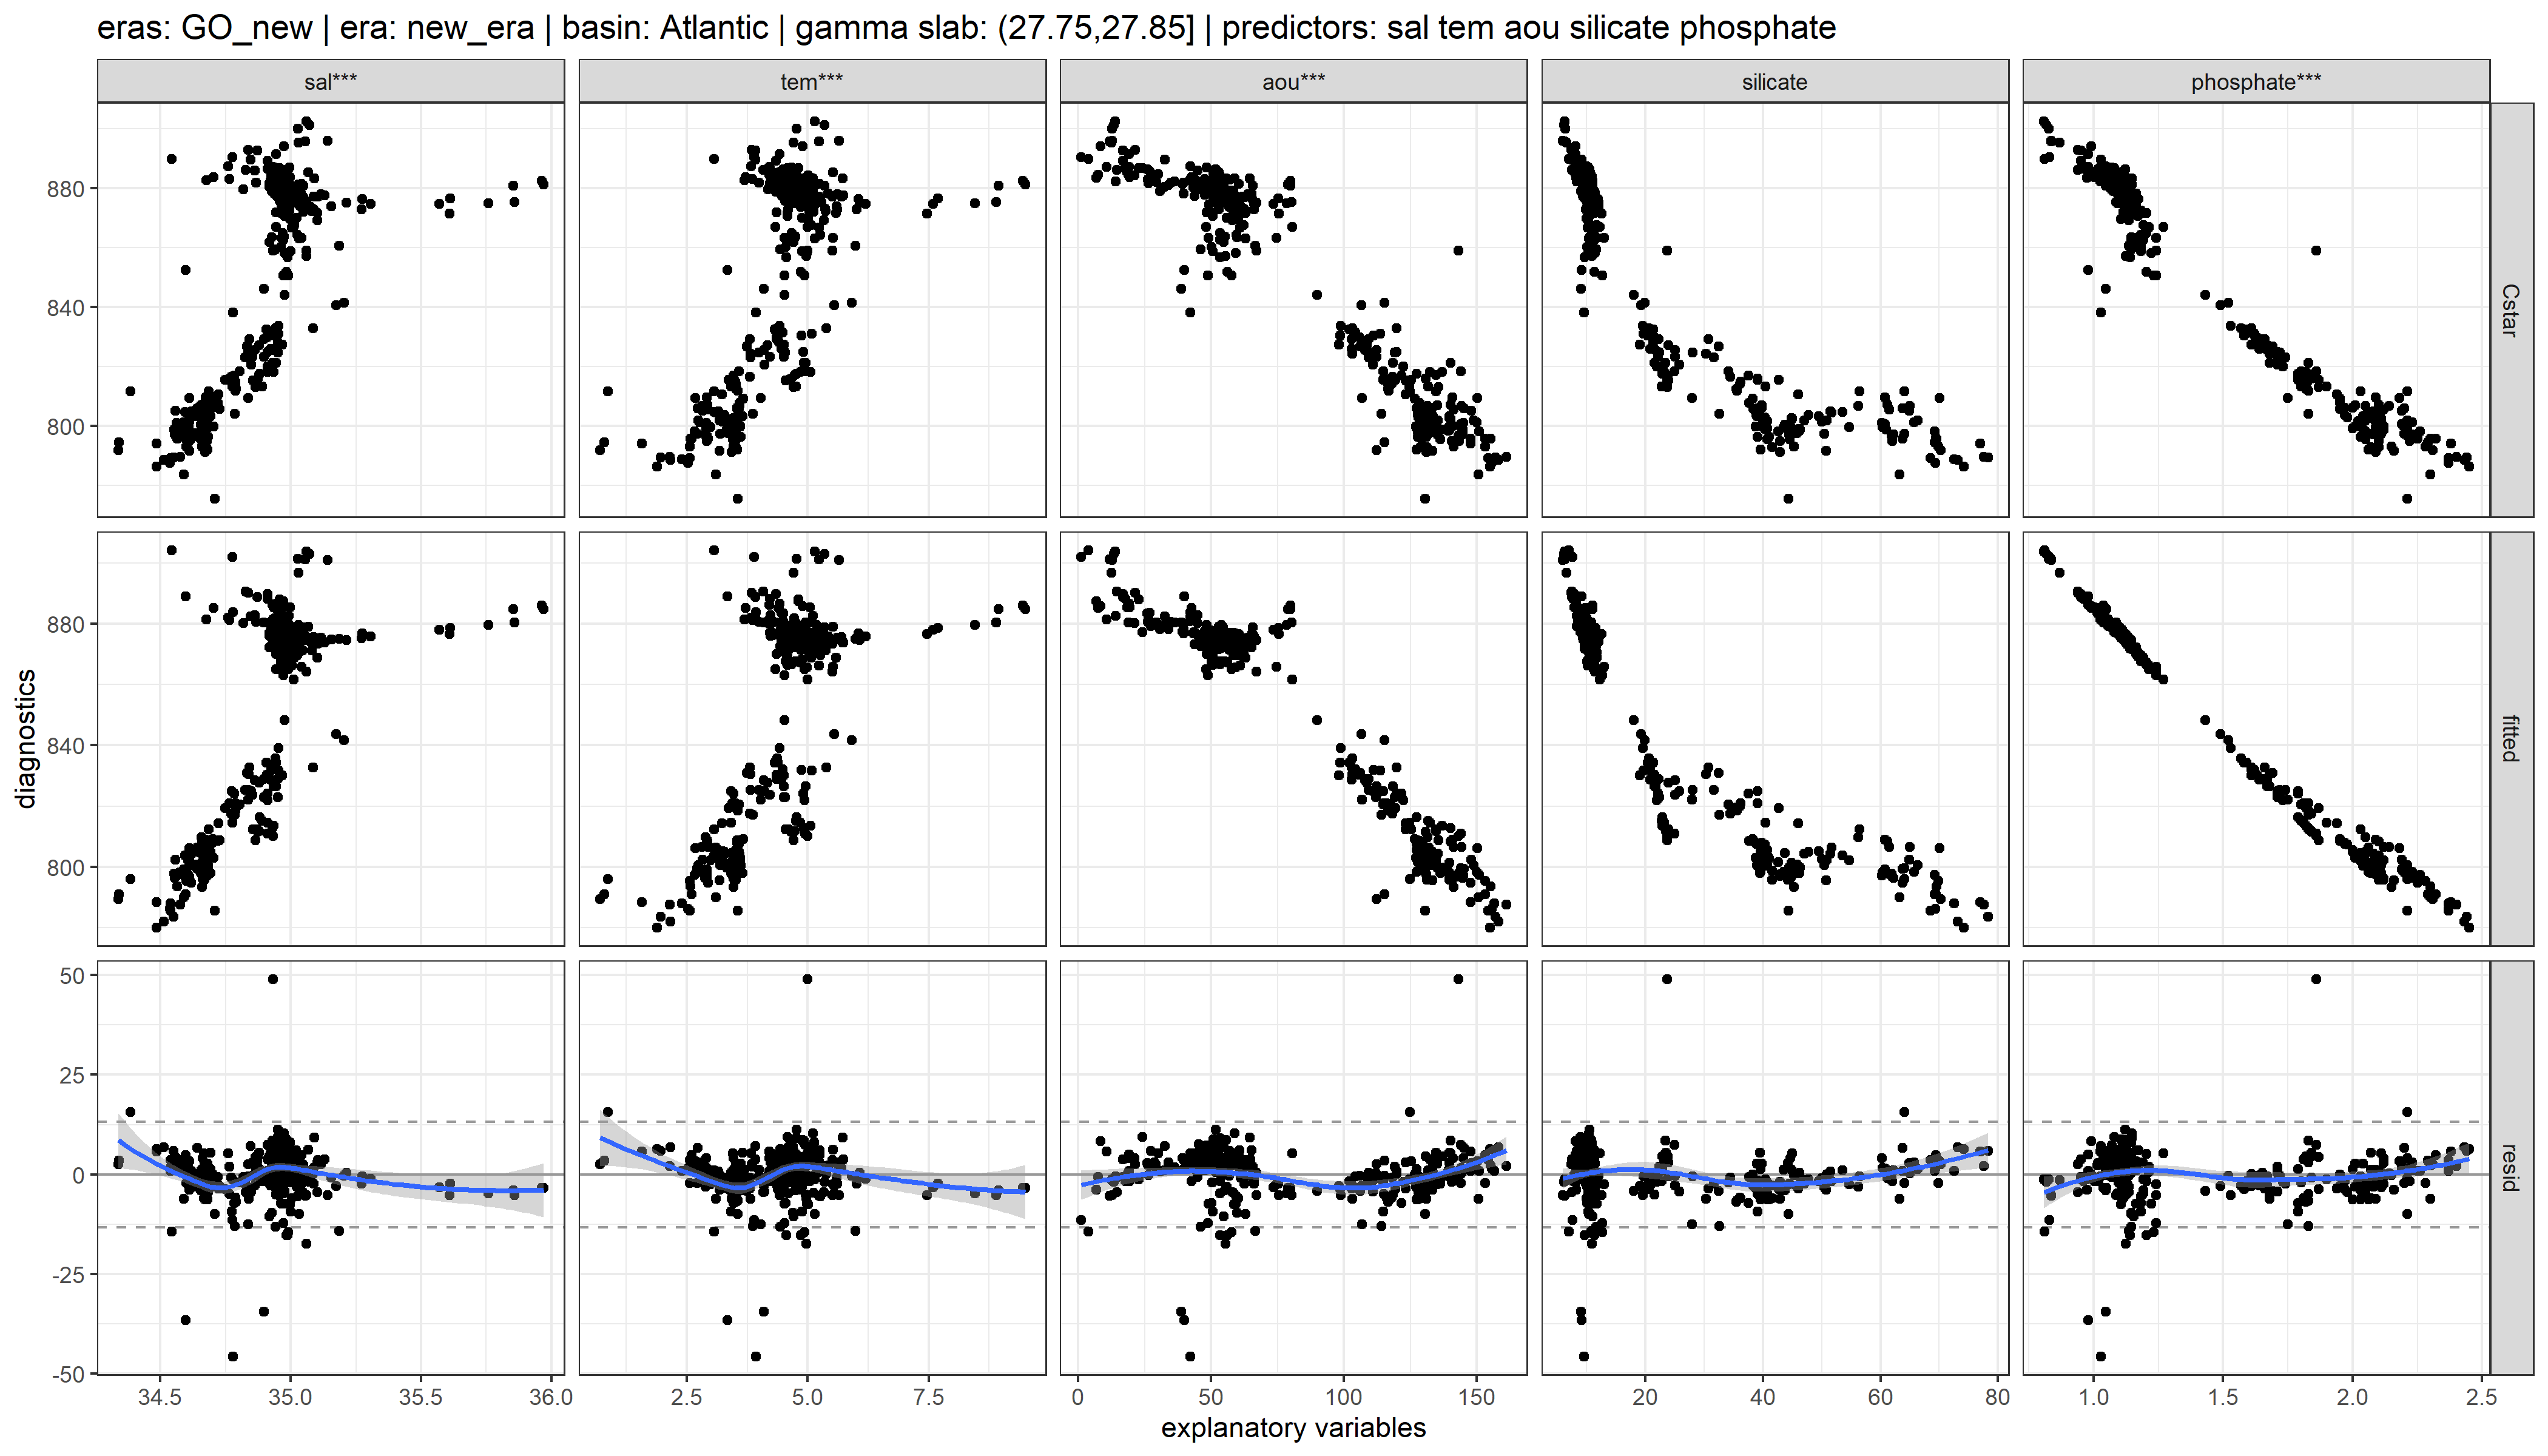 eras: GO_new | era: new_era | basin: Atlantic | gamma slab: (27.75,27.85] | predictors: sal tem aou silicate phosphate
sal*** tem*** aou*** silicate phosphate***
880
840
800
Cstar
880
840
800
fitted
diagnostics
50
25
0
-25
-50
resid
34.5 35.0 35.5 36.0 2.5 5.0 7.5 0 50 100 150 20 40 60 80 1.0 1.5 2.0 2.5
explanatory variables